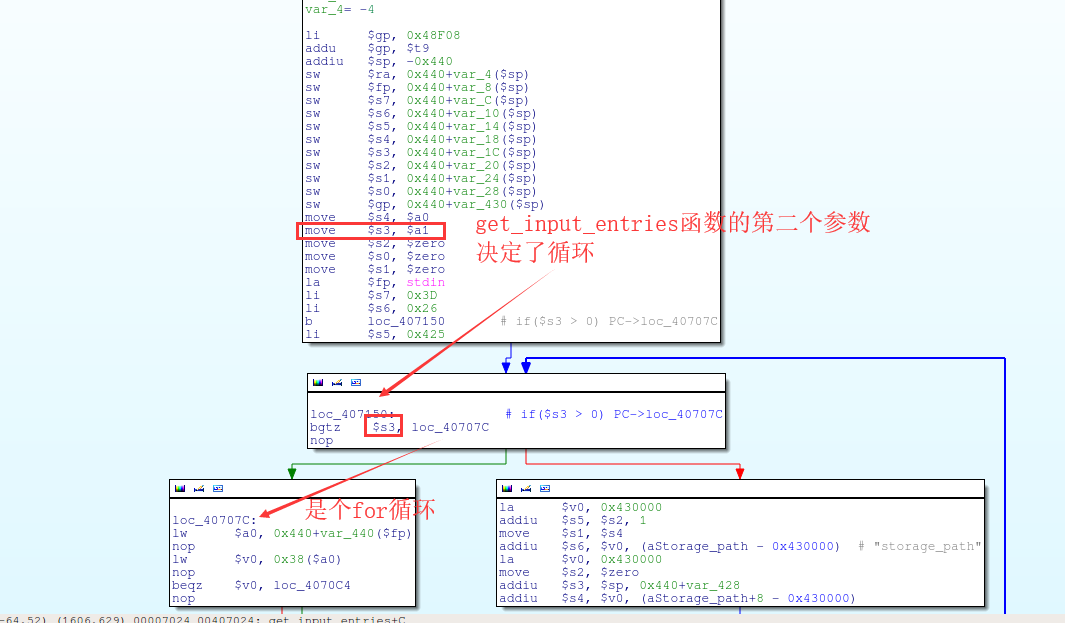 var_4= -4
li $gp, 0x48F08
addu $gp, $t9
addiu $sp, -0x440
sw $ra, 0x440+var_4($sp)
sw $fp, 0x440+var_8($sp)
sw $s7, 0x440+var_C($sp)
sw $s6, 0x440+var_10($sp)
sw $s5, 0x440+var_14($sp)
sw $s4, 0x440+var_18($sp)
sw $s3, 0x440+var_1C($sp)
sw $s2, 0x440+var_20($sp)
sw $s1, 0x440+var_24($sp)
sw $s0, 0x440+var_28($sp)
sw $gp, 0x440+var_430($sp)
move $s4, $a0
move $s3, $a1
move $s2, $zero
move $s0, $zero
move $s1, $zero
la $fp, stdin
li $s7, 0x3D
li $s6, 0x26
b loc_407150 # if($s3 > 0) PC->loc_40707C
li $s5, 0x425
get_input_entries函数的第二个参数
决定了循环
loc_407150: # if($s3 > 0) PC->loc_40707C
bgtz $s3, loc_40707C
nop
是个for循环
loc_40707C:
lw $a0, 0x440+var_440($fp)
nop
lw $v0, 0x38($a0)
nop
beqz $v0, loc_4070C4
nop
la $v0, 0x430000
addiu $s5, $s2, 1
move $s1, $s4
addiu $s6, $v0, (aStorage_path - 0x430000) # "storage_path"
la $v0, 0x430000
move $s2, $zero
addiu $s3, $sp, 0x440+var_428
addiu $s4, $v0, (aStorage_path+8 - 0x430000)
-64,52) (1606,629) 00007024 00407024: get_input_entries+C